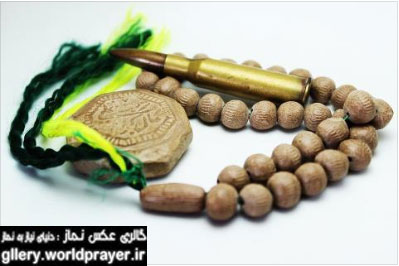 گالری عکس نماز : دنیای نیاز به نماز
gllery.worldprayer.ir